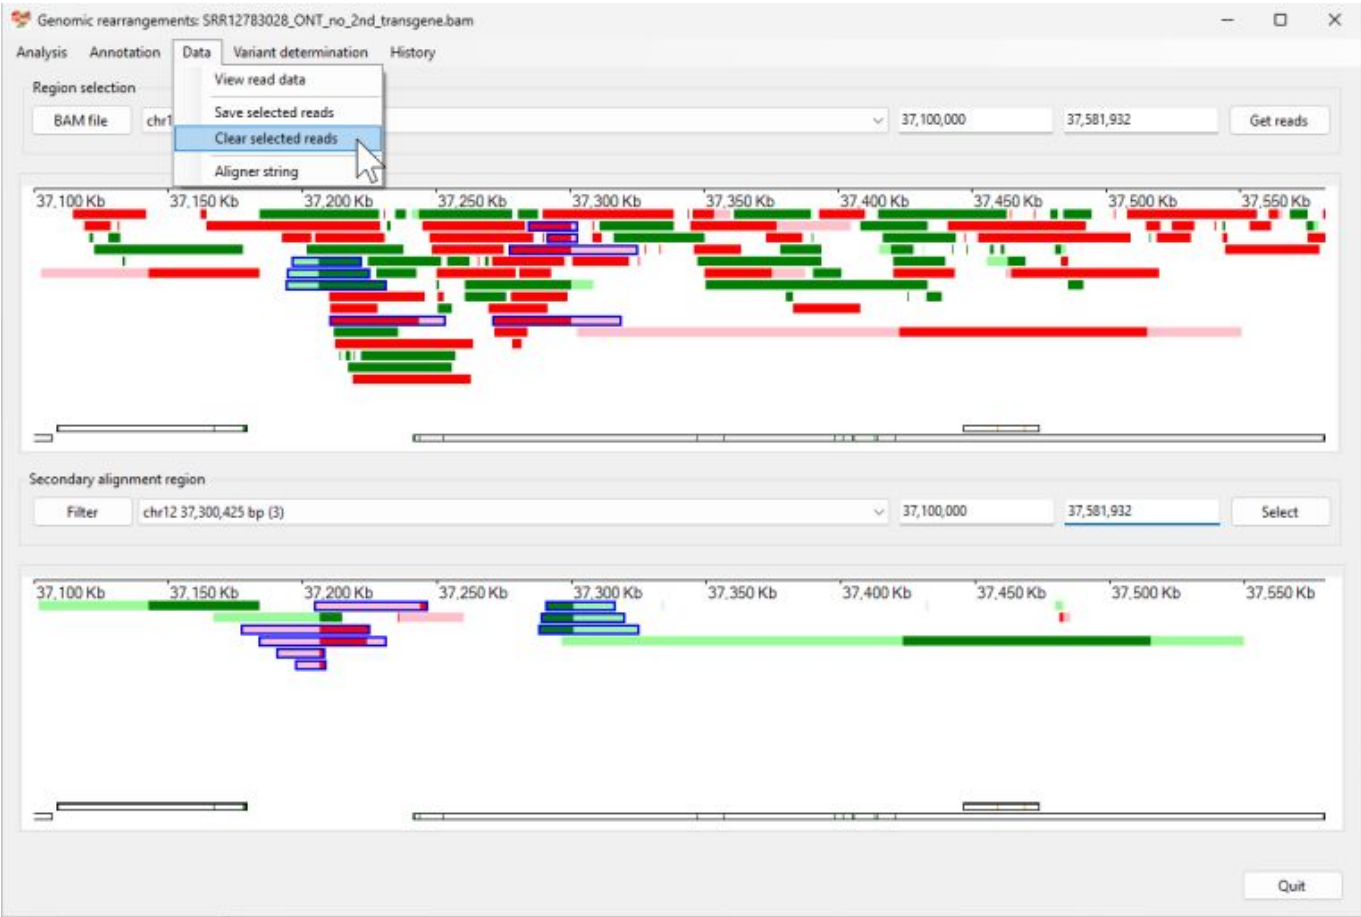 Genomic rearrangements: SRR12783028_ONT_no_2nd_transgene.bam
Analysis Annotation Data Variant determination History
View read data
Region selection
Save selected reads
BAM file chr1 37,100,000 37,581,932 Get reads
Clear selected reads
Aligner string
37,100 Kb 37,150 Kb 37,200 Kb 37,250 Kb 37,300 Kb 37,350 Kb 37,400 Kb 37,450 Kb 37,500 Kb 37,550 Kb
Secondary alignment region
Filter chr12 37,300,425 bp (3) 37,100,000 37,581,932 Select
37,100 Kb 37,150 Kb 37,200 Kb 37,250 Kb 37,300 Kb 37,350 Kb 37,400 Kb 37,450 Kb 37,500 Kb 37,550 Kb
Quit